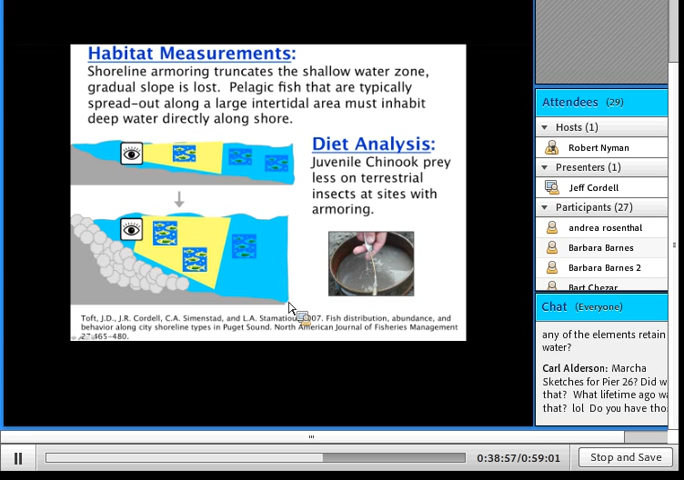 Habitat Measurements:
Shoreline armoring truncates the shallow water zone,
gradual slope is lost. Pelagic fish that are typically
spread-out along a large intertidal area must inhabit
deep water directly along shore.
Diet Analysis:
Juvenile Chinook prey
less on terrestrial
insects at sites with
armoring.
Toft, J.D., J.R. Cordell, C.A. Simenstad, and L.A. 2007. Fish distribution, abundance, and
behavior along city shoreline types in Puget Sound. North American Journal of Fisheries Management
27:465-480.
Attendees (29)
Hosts (1)
Robert Nyman
Presenters (1)
Jeff Cordell
Participants (27)
andrea rosenthal
Barbara Barnes
Barbara Barnes 2
Bart Chezar
Chat (Everyone)
any of the elements retain
water?
Carl Alderson: Marcha
Sketches for Pier 26? Did w
that? What lifetime ago wa
that? lol Do you have tho
0:38:57/0:59:01
Stop and Save